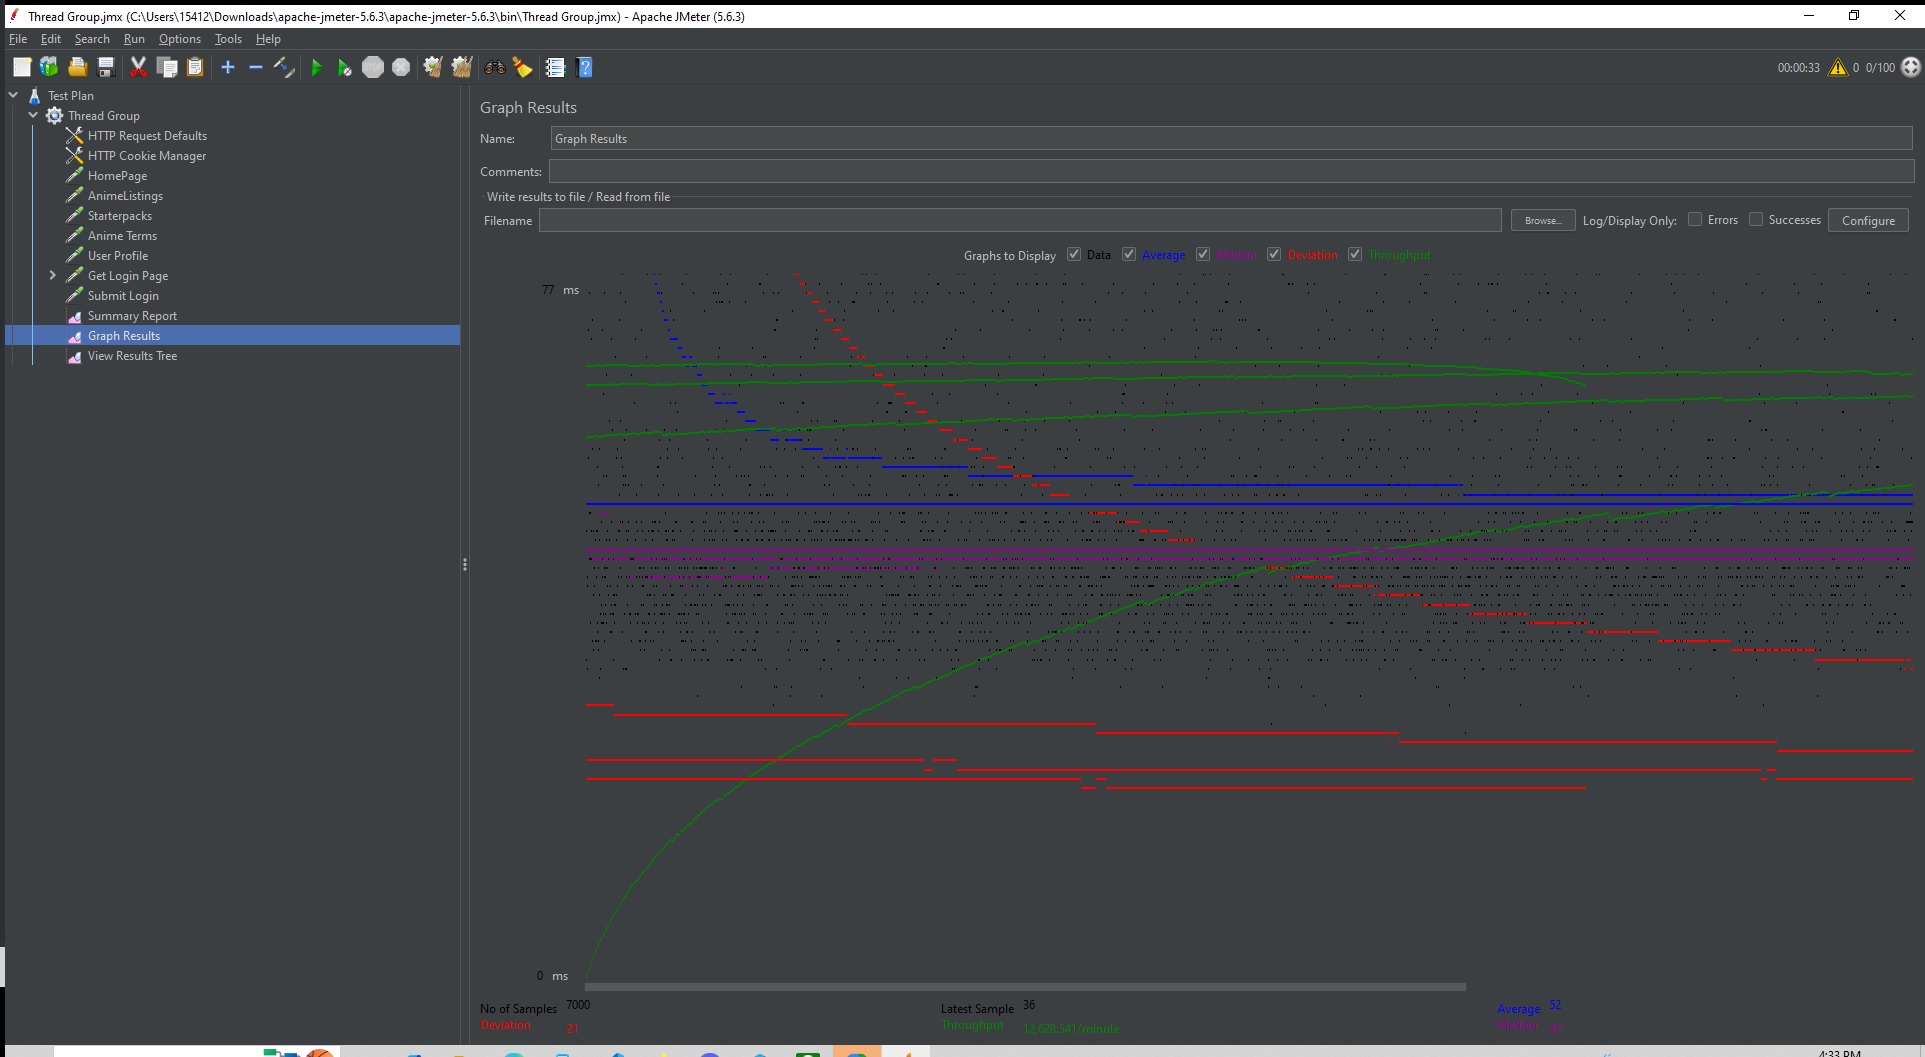 Thread Group.jmx (C:\Users\15412\Downloads\apache-jmeter-5.6.3\apache-jmeter-5.6.3\bin\Thread Group.jmx) - Apache JMeter (5.6.3)
File Edit Search Run Options Tools Help
00:00:33 0 0/100
Test Plan
Thread Group
HTTP Request Defaults
HTTP Cookie Manager
HomePage
AnimeListings
Starterpacks
Anime Terms
User Profile
Get Login Page
Submit Login
Summary Report
Graph Results
View Results Tree
Graph Results
Name: Graph Results
Comments:
Write results to file / Read from file
Filename Browse... Log/Display Only: Errors Successes Configure
Graphs to Display Data Average Median Deviation Throughput
77 ms
0 ms
No of Samples 7000 Latest Sample 36 Average 52
Deviation 21 Throughput 12,628.541/minute Median
4:33 PM